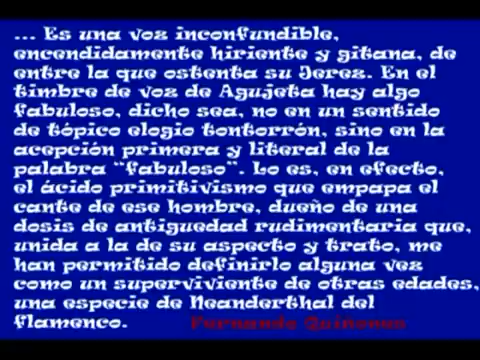 ... Es una voz inconfundible,
encendidamente hiriente y gitana, de
entre la que ostenta su Jerez. En el
timbre de voz de Agujeta hay algo
fabuloso, dicho sea, no en un sentido
de tópico elogio tontorrón, sino en la
acepción primera y literal de la
palabra “fabuloso”. Lo es, en efecto,
el ácido primitivismo que empapa el
cante de ese hombre, dueño de una
dosis de antiguedad rudimentaria que,
unida a la de su aspecto y trato, me
han permitido definirlo alguna vez
como un superviviente de otras edades,
una especie de Neanderthal del
flamenco. Fernando Quiñones